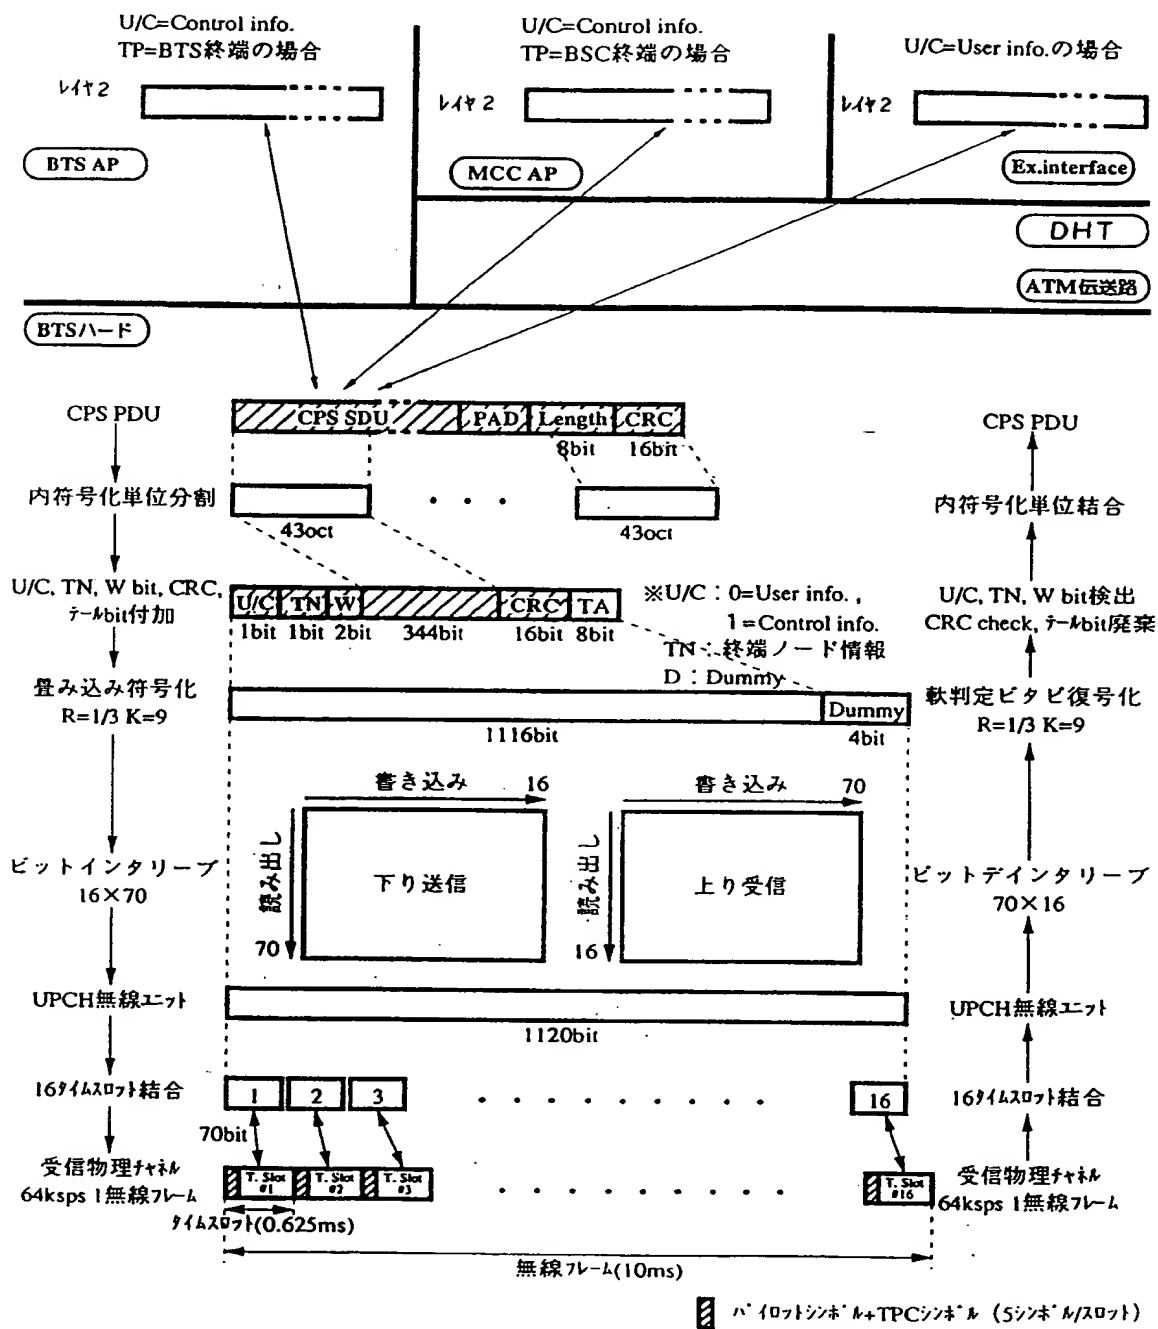 U/C=Control info.
TP=BTS終端の場合
U/C=Control info.
TP=BSC終端の場合
U/C=User info.の場合
レイヤ2
レイヤ2
レイヤ2
BTS AP
MCC AP
Ex.interface
DHT
ATM伝送路
BTSハード
CPS PDU
CPS SDU
PAD
Length
CRC
8bit
16bit
CPS PDU
内符号化単位分割
43oct
・・・
43oct
内符号化単位結合
U/C, TN, W bit, CRC,
テールbit付加
U/C
TN
W
CRC
TA
1bit
1bit
2bit
344bit
16bit
8bit
※U/C:0=User info. ,
1=Control info.
TN:終端ノード情報
D:Dummy
U/C, TN, W bit検出
CRC check, テールbit廃棄
畳み込み符号化
R=1/3 K=9
Dummy
1116bit
4bit
軟判定ビタビ復号化
R=1/3 K=9
書き込み
16
読み出し
70
下り送信
書き込み
70
読み出し
16
上り受信
ビットインタリーブ
16×70
ビットデインタリーブ
70×16
UPCH無線ユニット
1120bit
UPCH無線ユニット
16タイムスロット結合
1
2
3
・・・・・・・・・
16
16タイムスロット結合
70bit
受信物理チャネル
64ksps 1無線フレーム
T. Slot
#1
T. Slot
#2
T. Slot
#3
・・・・・・・・・
T. Slot
#16
受信物理チャネル
64ksps 1無線フレーム
タイムスロット(0.625ms)
無線フレーム(10ms)
パイロットシンボル+TPCシンボル (5シンボル/スロット)